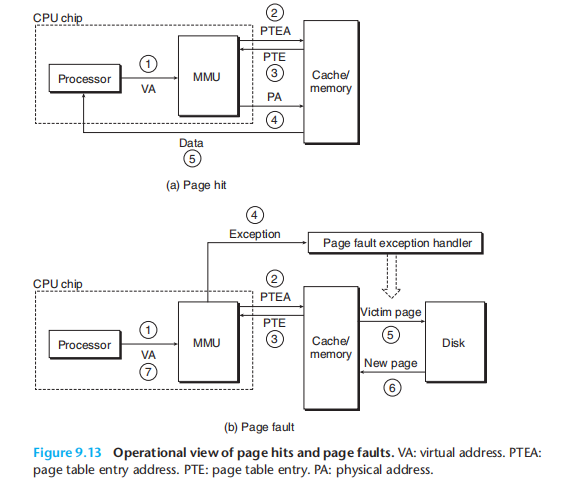 CPU chip
②
PTEA
①
VA
Processor
MMU
PTE
③
Cache/
memory
PA
④
Data
⑤
(a) Page hit
④
Exception
Page fault exception handler
CPU chip
②
PTEA
①
VA
⑦
Processor
MMU
PTE
③
Cache/
memory
Victim page
⑤
Disk
New page
⑥
(b) Page fault
Figure 9.13 Operational view of page hits and page faults. VA: virtual address. PTEA:
page table entry address. PTE: page table entry. PA: physical address.